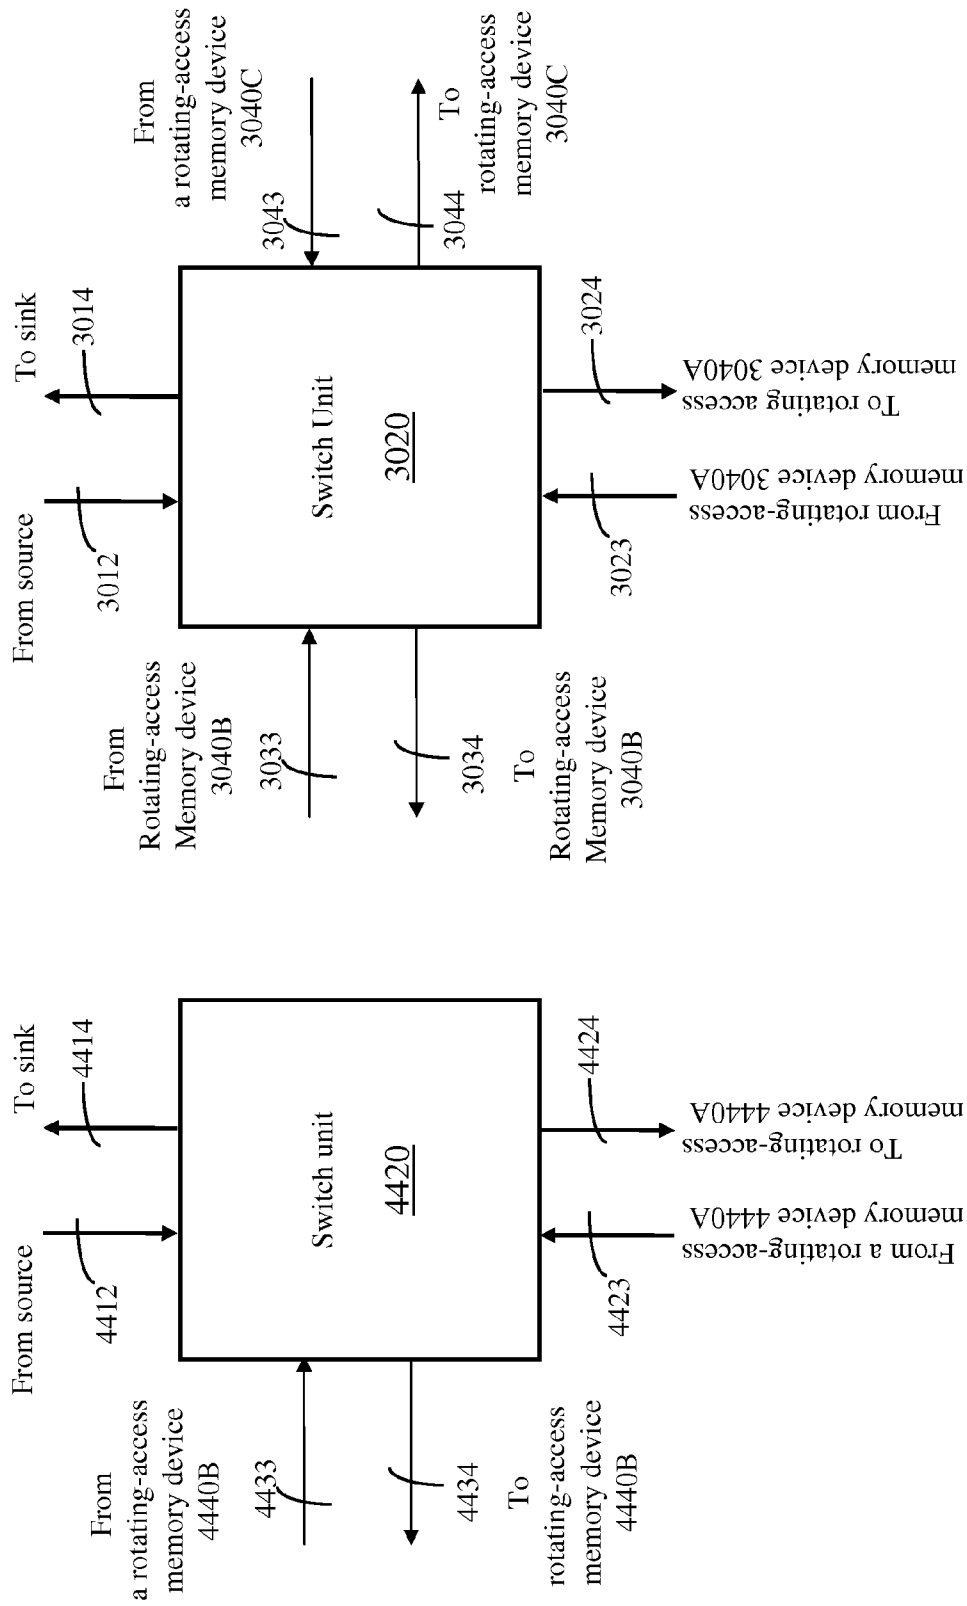 From
a rotating-access
memory device
4440B
4433
4434
To
rotating-access
memory device
4440B
From source
4412
To sink
4414
Switch unit
4420
4423
From a rotating-access-
memory device 4440A
4424
To rotating-access
memory device 4440A
From
Rotating-access
Memory device
3040B
3033
3034
To
Rotating-access
Memory device
3040B
From source
3012
To sink
3014
Switch Unit
3020
3023
From rotating-access-
memory device 3040A
3024
To rotating access
memory device 3040A
From
a rotating-access
memory device
3040C
3043
3044
To
rotating-access
memory device
3040C